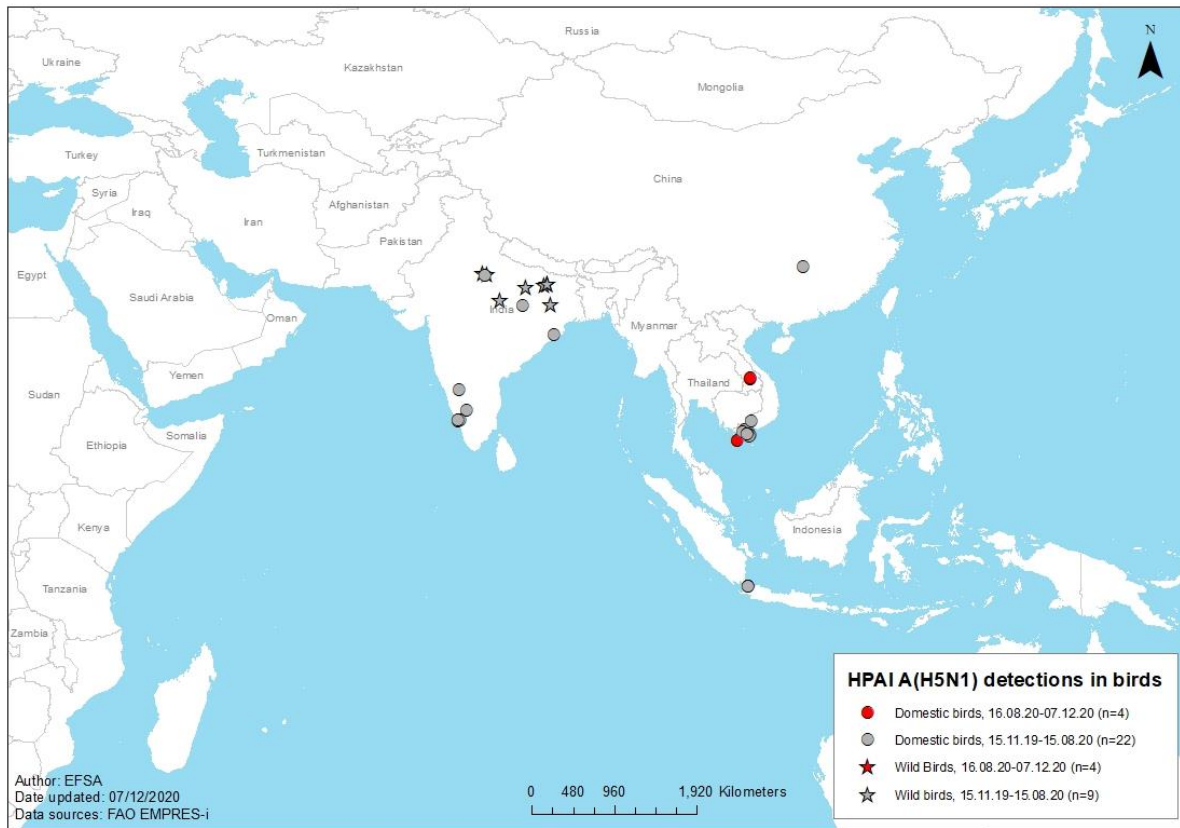 Russia
N
Ukraine
Kazakhstan
Mongolia
Turkey
Turkmenistan
Syria
China
Afghanistan
Iraq
Iran
Pakistan
Egypt
Saudi Arabia
India
Oman
Myanmar
Yemen
Thailand
Sudan
Ethiopia
Somalia
Kenya
Indonesia
Tanzania
Zambia
HPAI A(H5N1) detections in birds
Domestic birds, 16.08.20-07.12.20 (n=4)
Domestic birds, 15.11.19-15.08.20 (n=22)
Wild Birds, 16.08.20-07.12.20 (n=4)
Wild birds, 15.11.19-15.08.20 (n=9)
Author: EFSA
Date updated: 07/12/2020
Data sources: FAO EMPRES-i
0 480 960 1,920 Kilometers